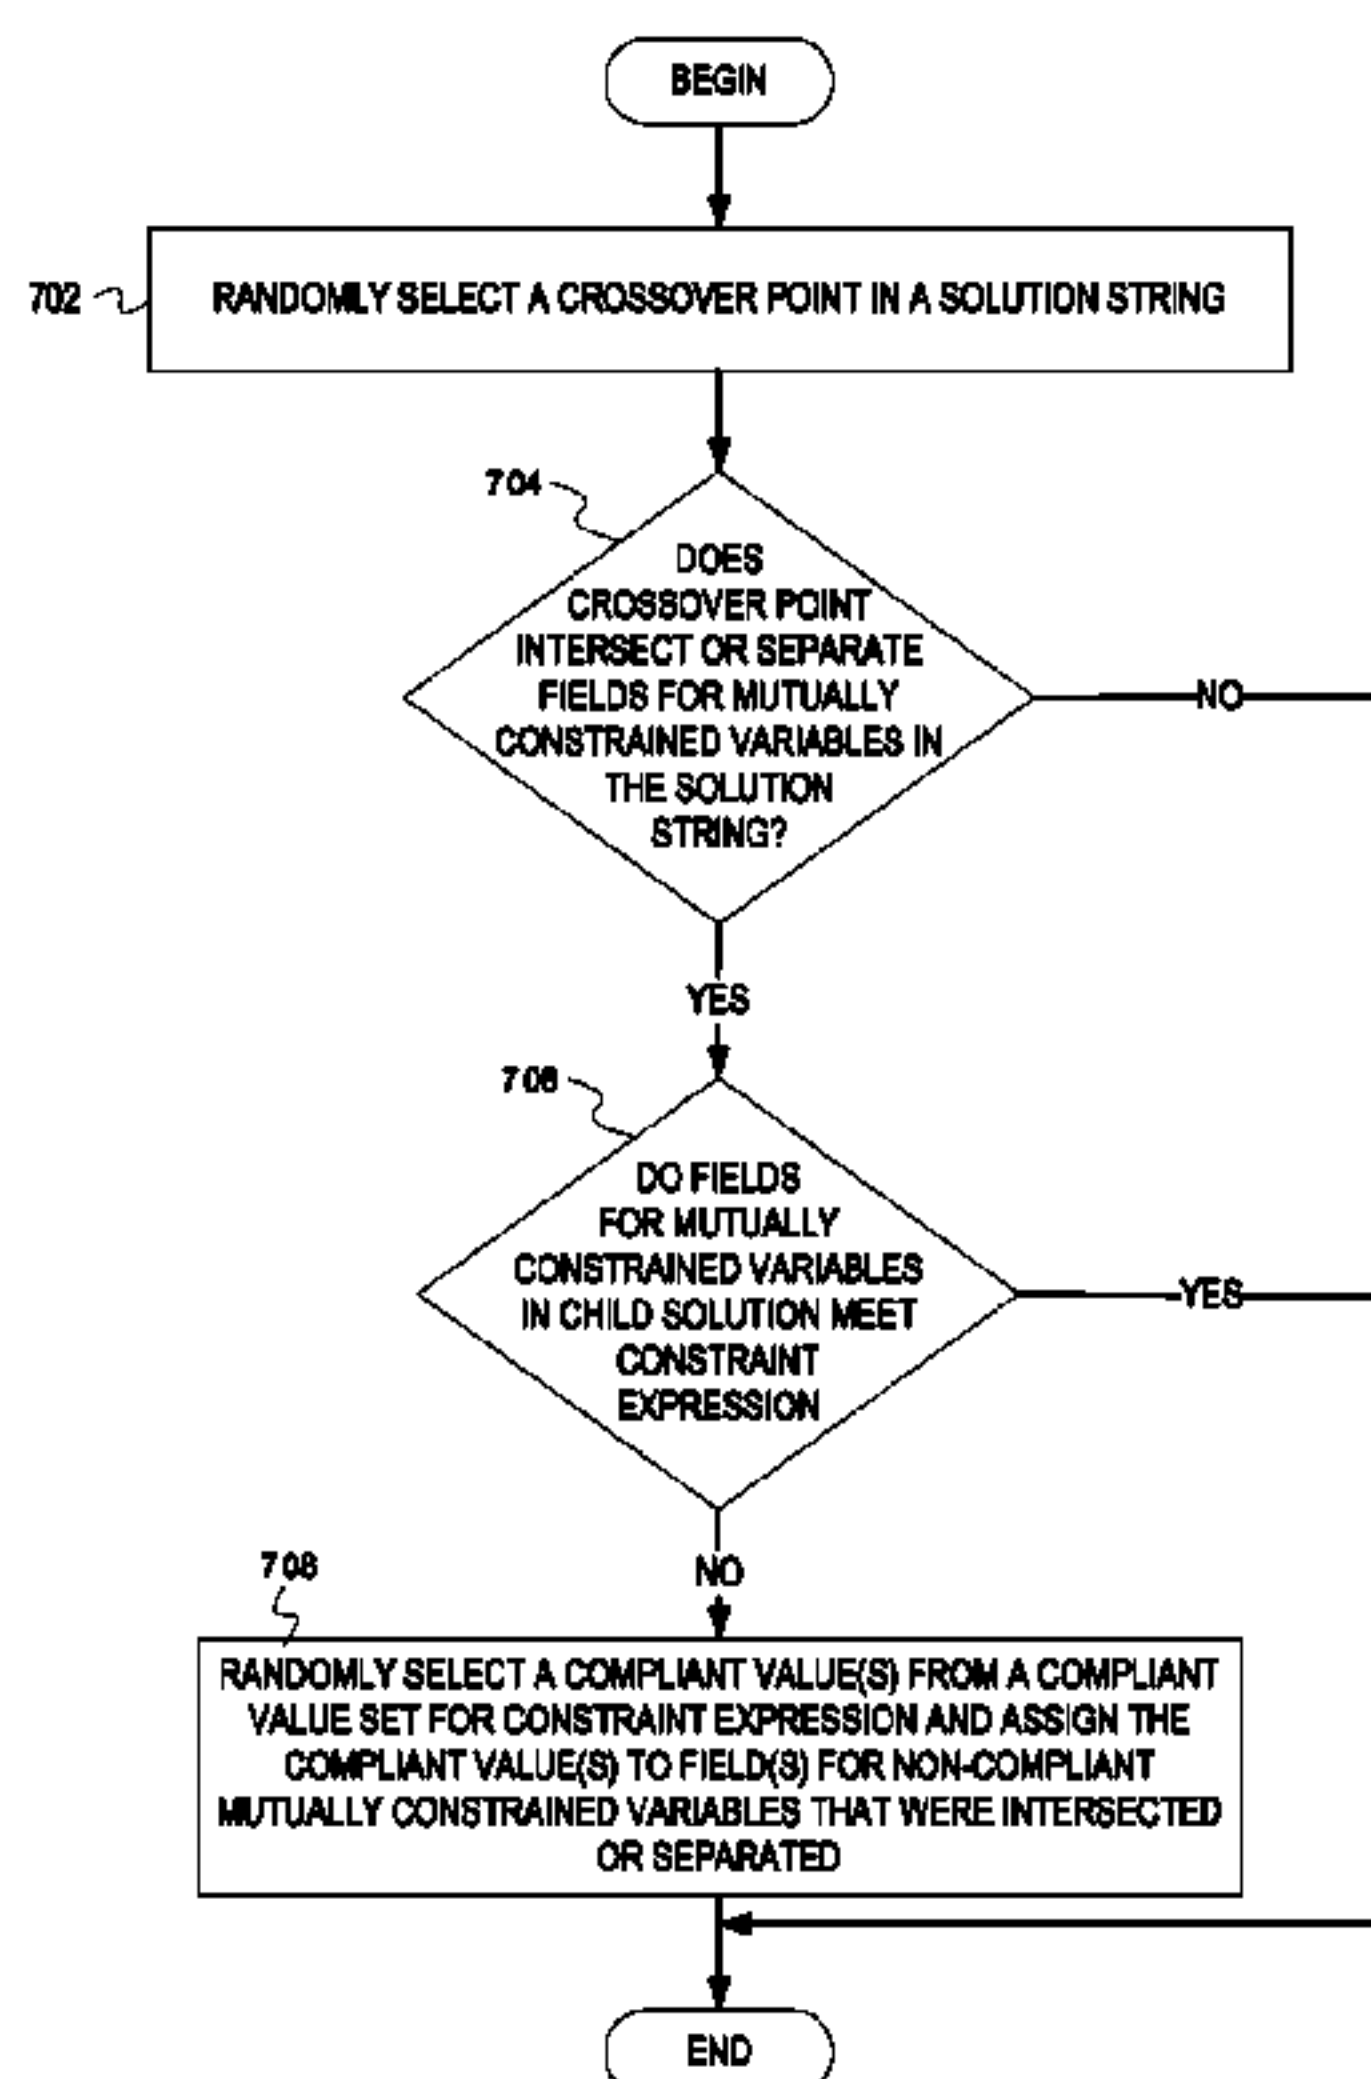 BEGIN
702
RANDOMLY SELECT A CROSSOVER POINT IN A SOLUTION STRING
704
DOES
CROSSOVER POINT
INTERSECT OR SEPARATE
FIELDS FOR MUTUALLY
CONSTRAINED VARIABLES IN
THE SOLUTION
STRING?
NO
YES
706
DO FIELDS
FOR MUTUALLY
CONSTRAINED VARIABLES
IN CHILD SOLUTION MEET
CONSTRAINT
EXPRESSION
YES
NO
708
RANDOMLY SELECT A COMPLIANT VALUE(S) FROM A COMPLIANT
VALUE SET FOR CONSTRAINT EXPRESSION AND ASSIGN THE
COMPLIANT VALUE(S) TO FIELD(S) FOR NON-COMPLIANT
MUTUALLY CONSTRAINED VARIABLES THAT WERE INTERSECTED
OR SEPARATED
END